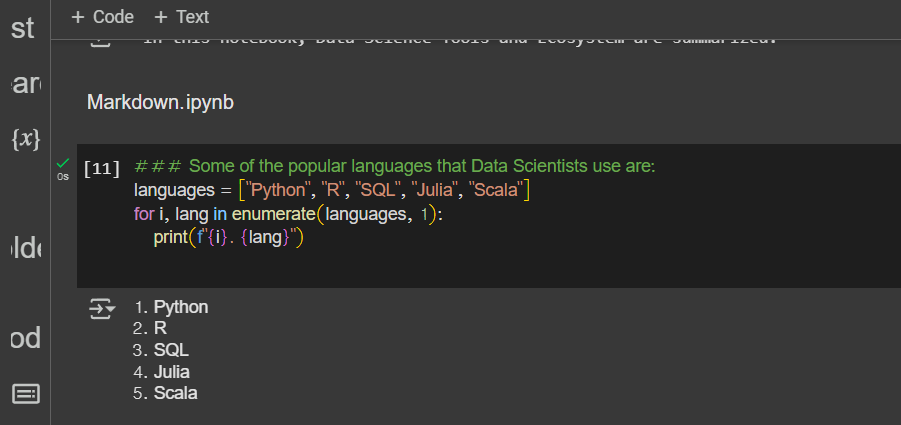 + Code + Text
st
In this notebook, Data Science Tools and Ecosystem are summarized.
ar
Markdown.ipynb
{x}
[11] ### Some of the popular languages that Data Scientists use are:
0s
languages = ["Python", "R", "SQL", "Julia", "Scala"]
for i, lang in enumerate(languages, 1):
print(f"{i}. {lang}")
old
1. Python
2. R
od
3. SQL
4. Julia
5. Scala